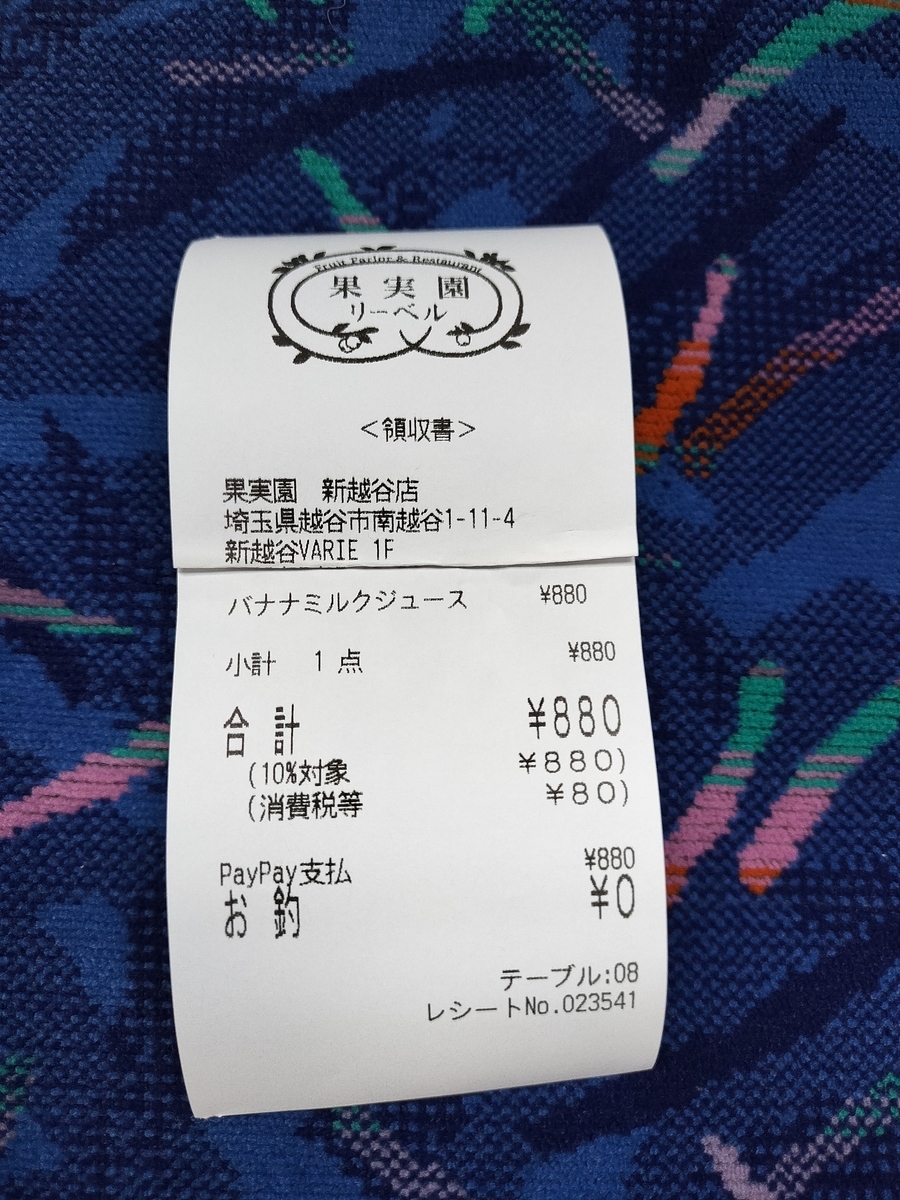 Fruit Parlor & Restaurant
果実園
リーベル
<領収書>
果実園　新越谷店
埼玉県越谷市南越谷1-11-4
新越谷VARIE 1F
バナナミルクジュース ¥880
小計 1点 ¥880
合計 ¥880
(10%対象 ¥880)
(消費税等 ¥80)
PayPay支払 ¥880
お釣 ¥0
テーブル:08
レシートNo.023541